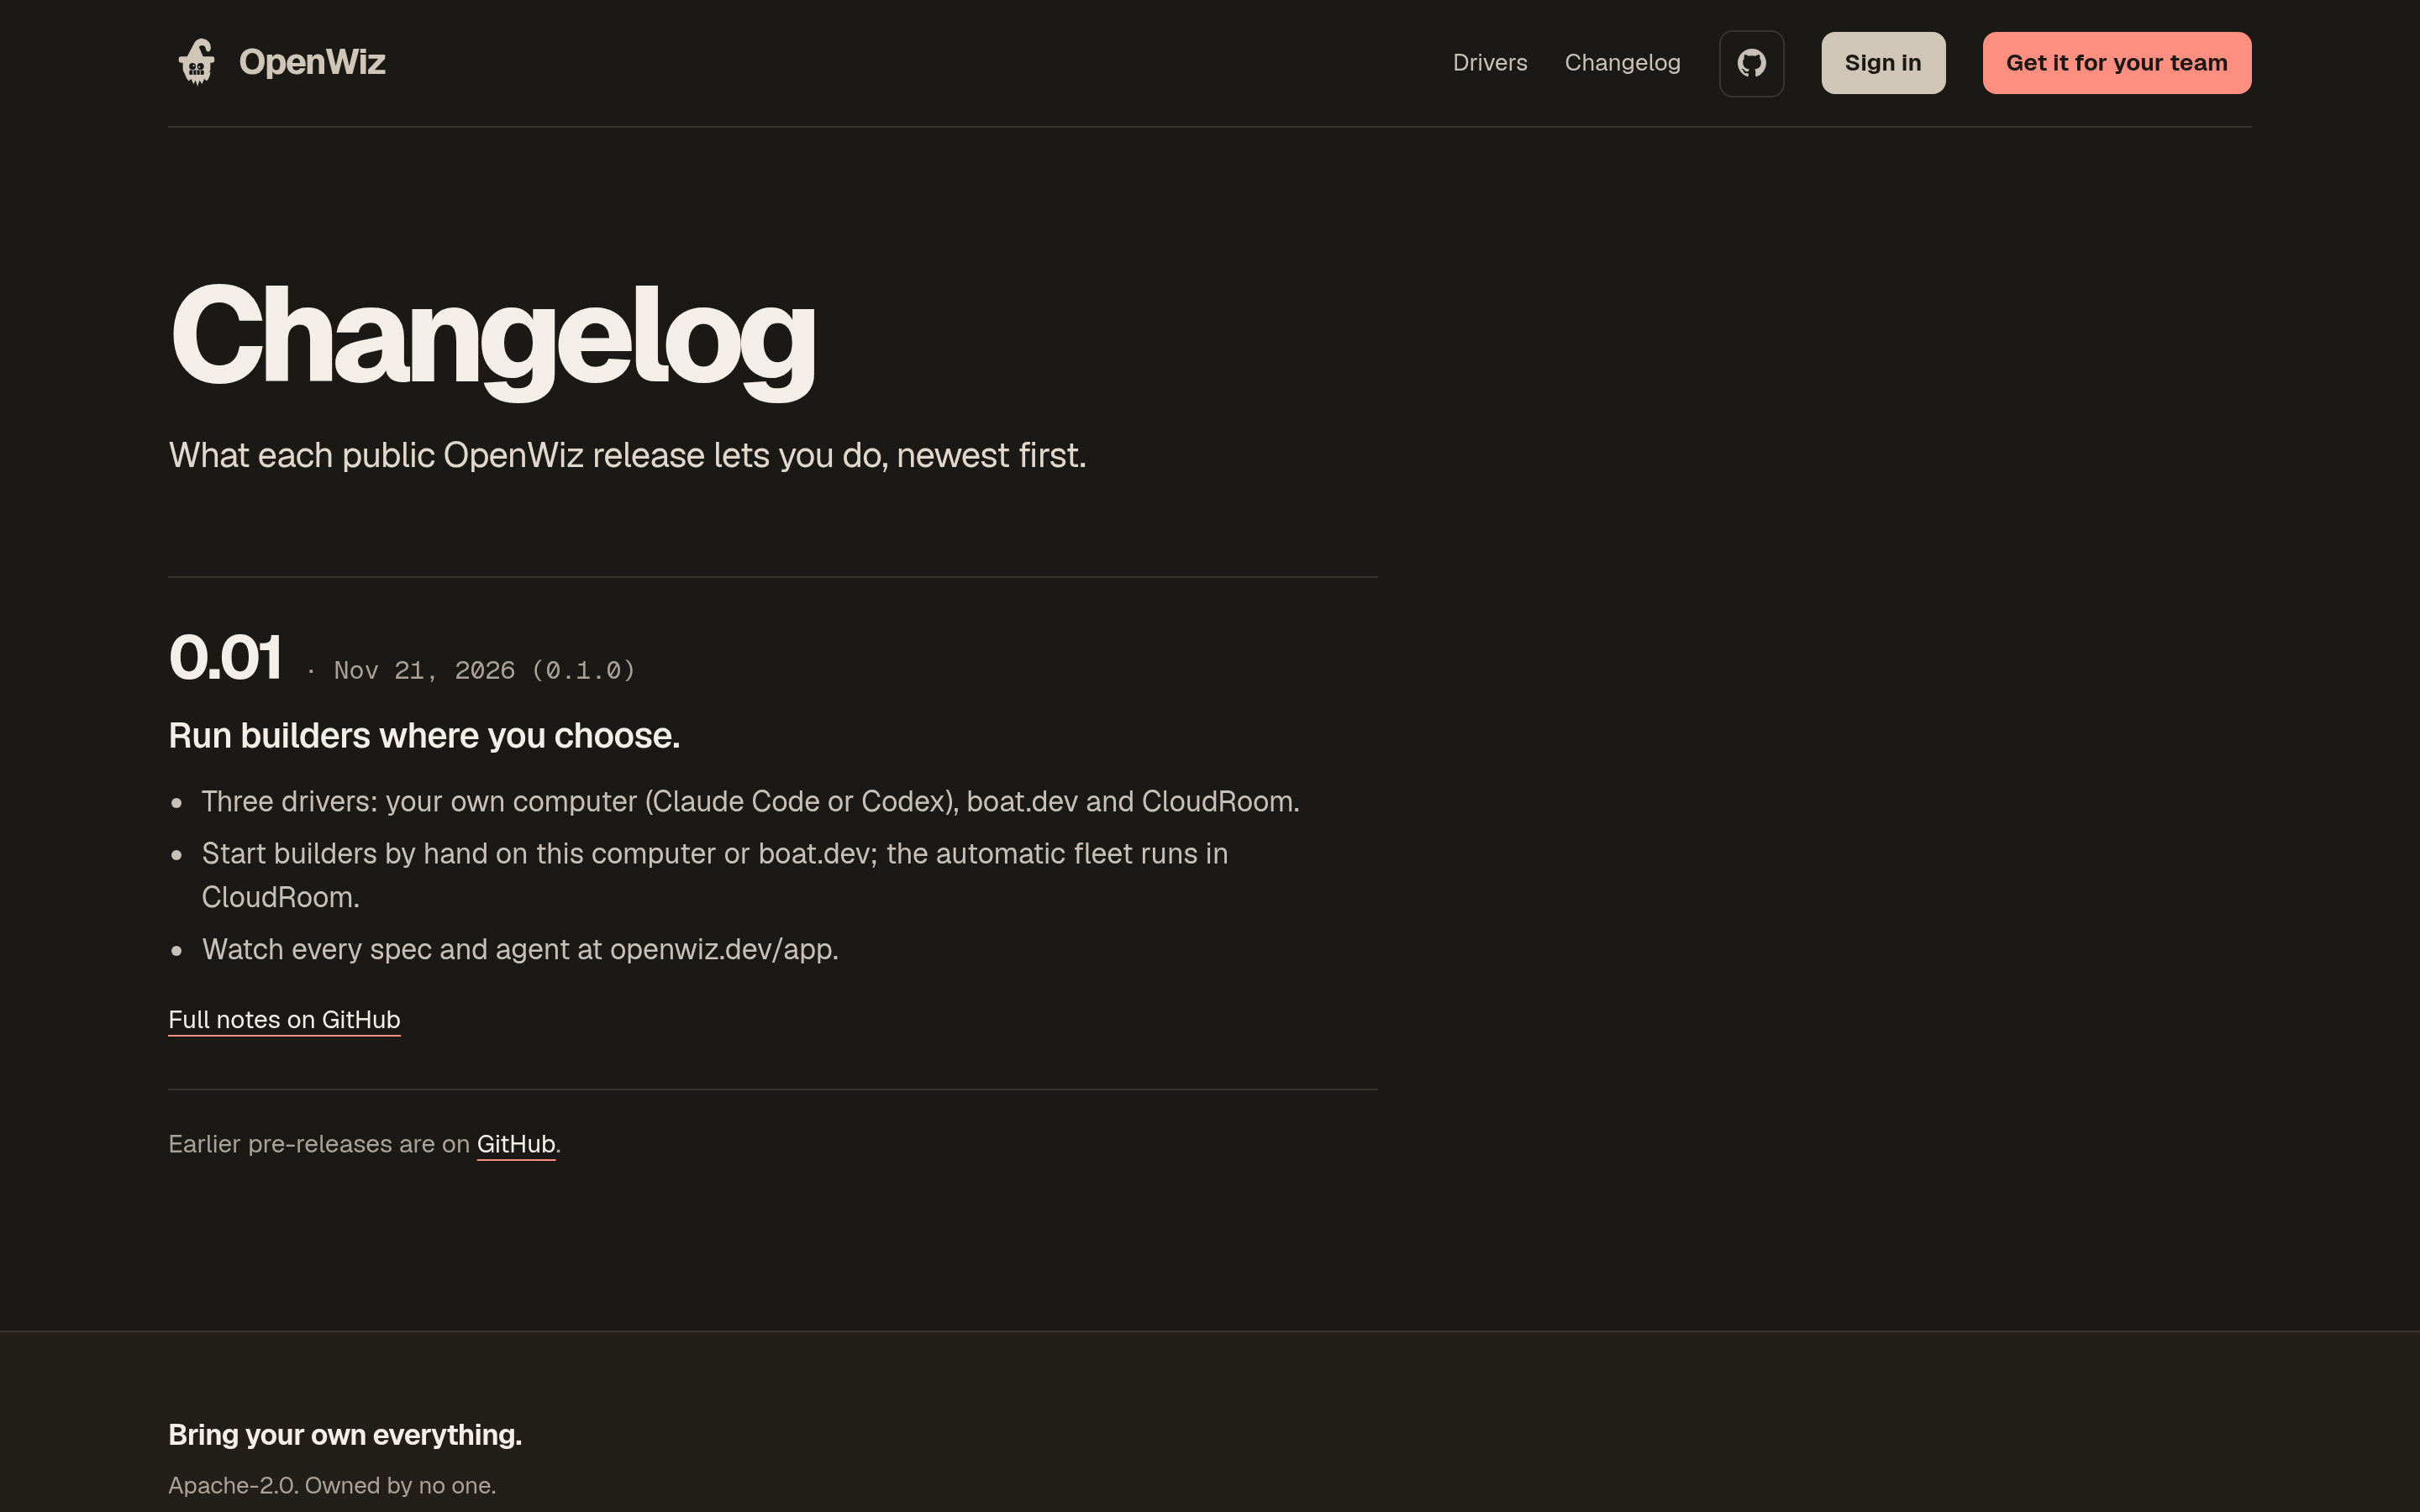 OpenWiz
Drivers
Changelog
Sign in
Get it for your team
Changelog
What each public OpenWiz release lets you do, newest first.
0.01 · Nov 21, 2026 (0.1.0)
Run builders where you choose.
• Three drivers: your own computer (Claude Code or Codex), boat.dev and CloudRoom.
• Start builders by hand on this computer or boat.dev; the automatic fleet runs in
CloudRoom.
• Watch every spec and agent at openwiz.dev/app.
Full notes on GitHub
Earlier pre-releases are on GitHub.
Bring your own everything.
Apache-2.0. Owned by no one.